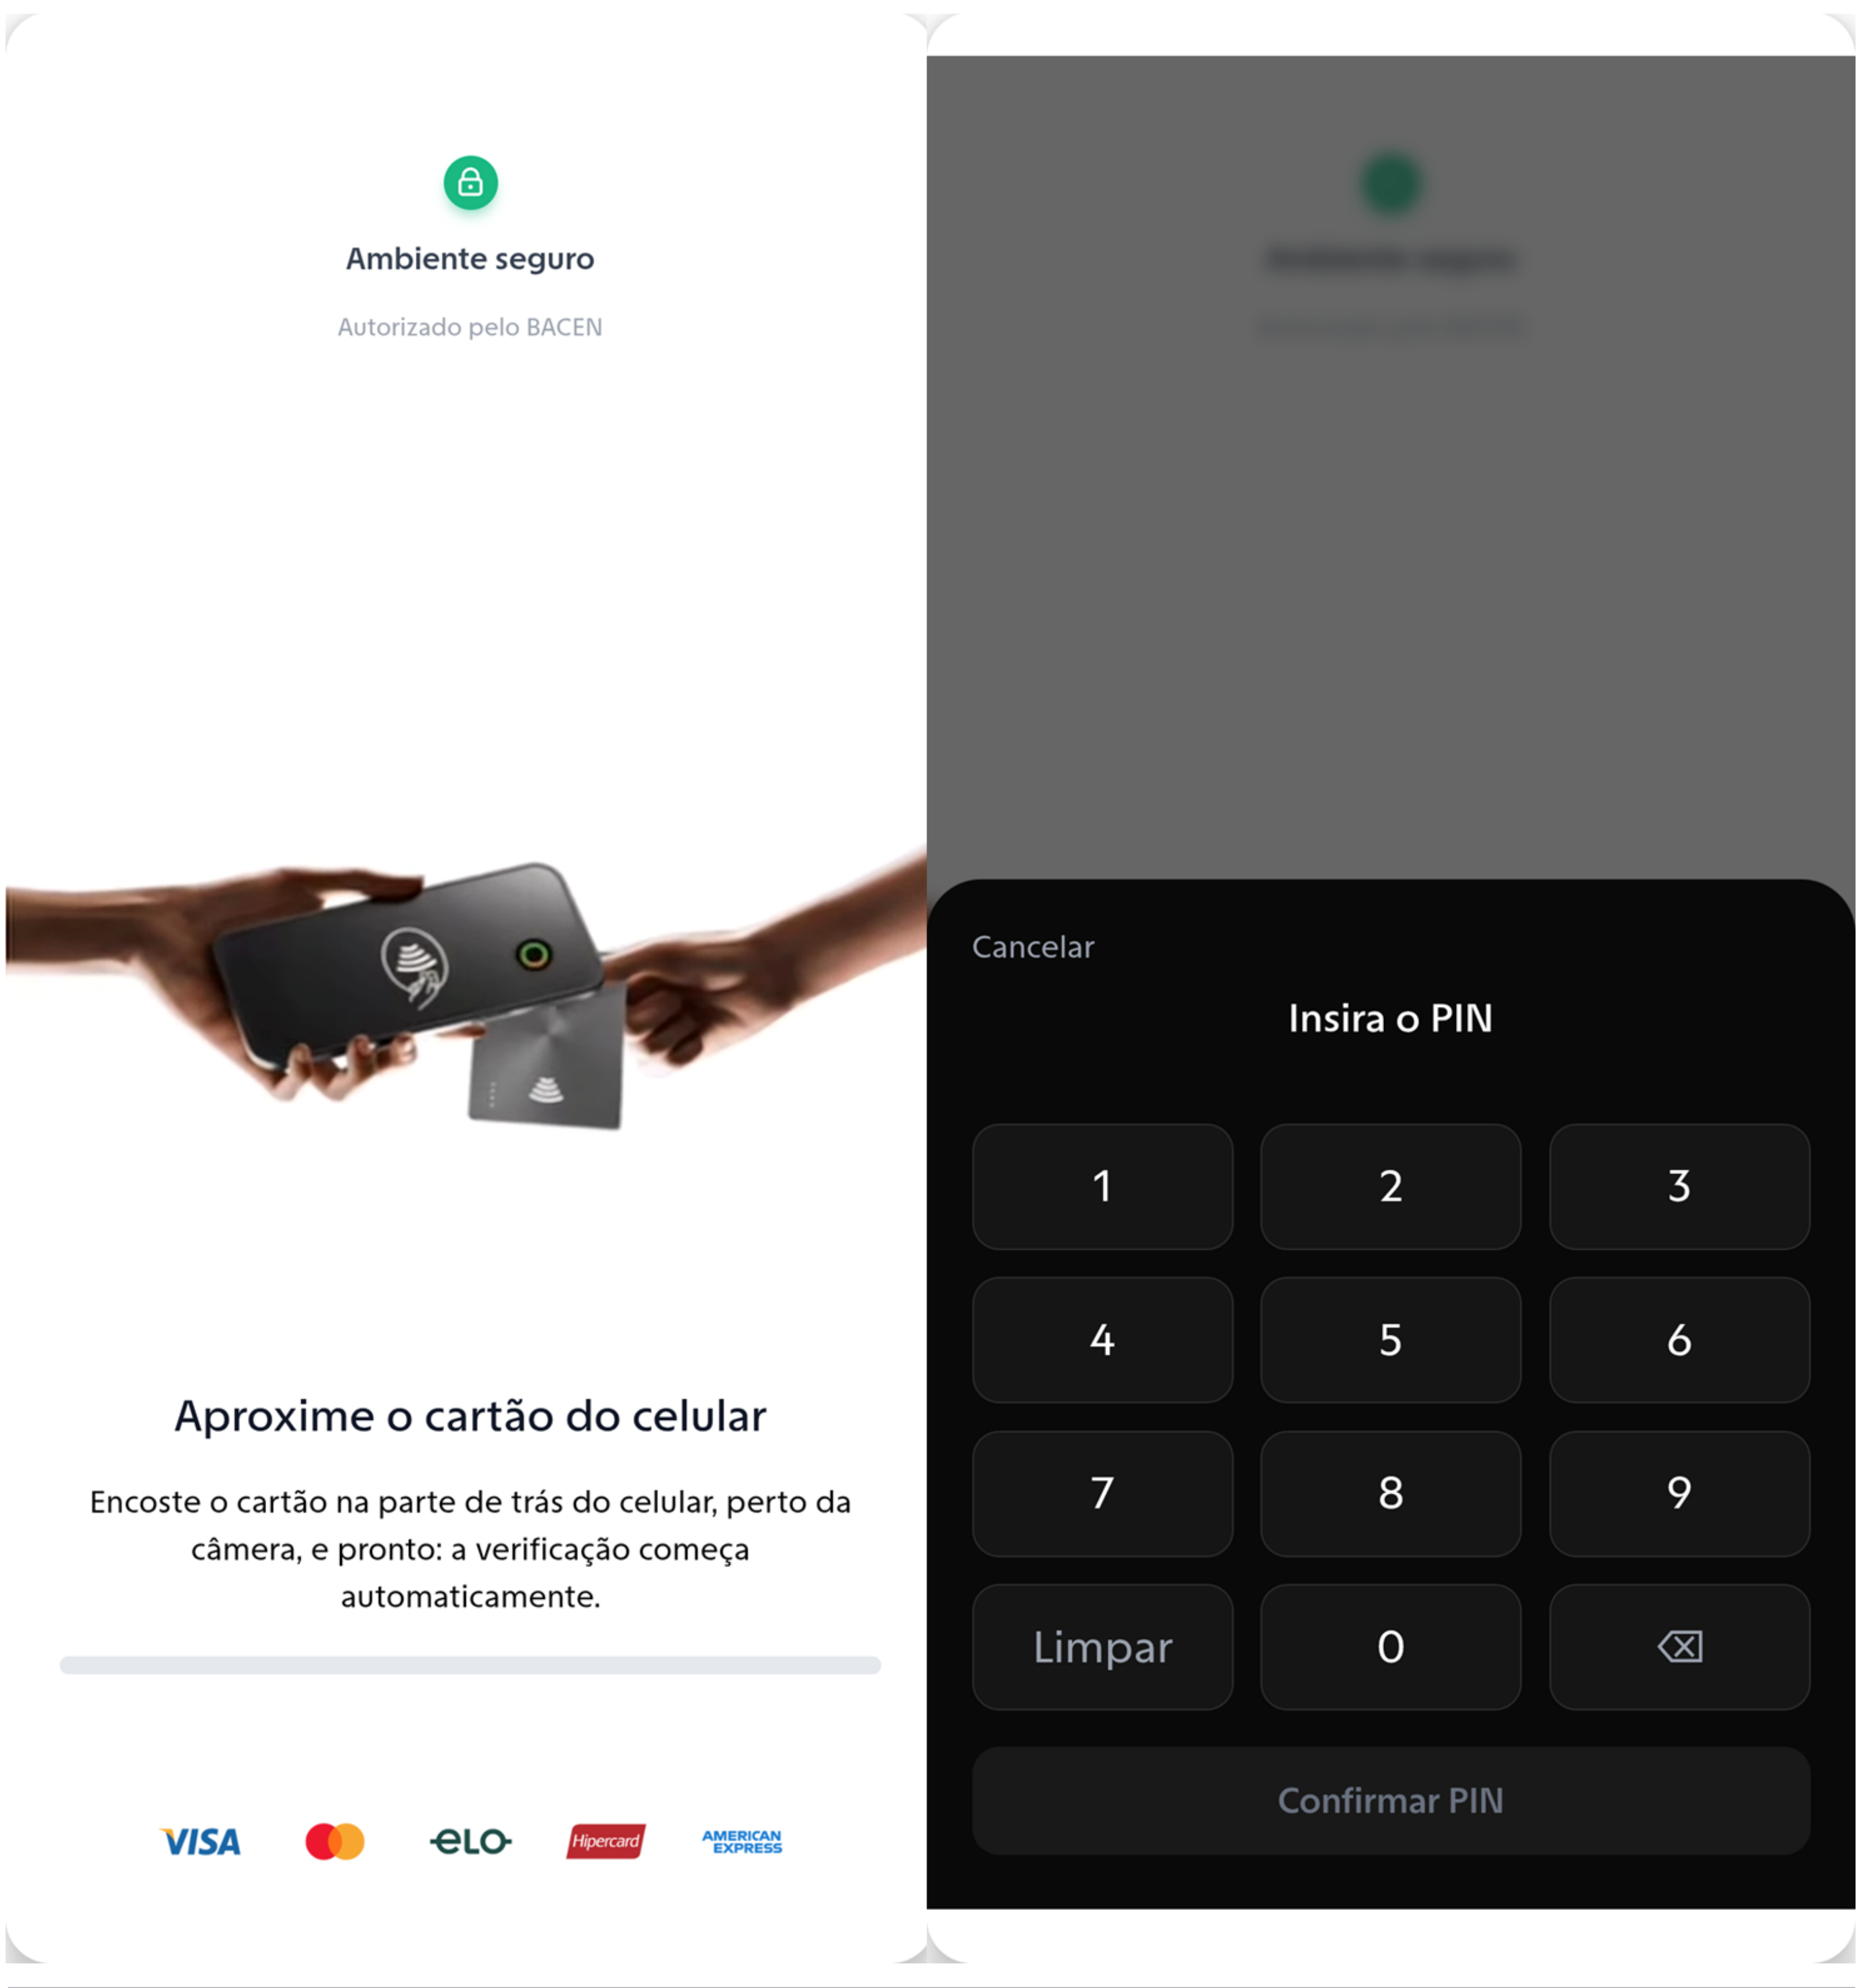 Ambiente seguro
Autorizado pelo BACEN
Aproxime o cartão do celular
Encoste o cartão na parte de trás do celular, perto da
câmera, e pronto: a verificação começa
automaticamente.
VISA
elo
Hipercard
AMERICAN
EXPRESS
Cancelar
Insira o PIN
1 2 3
4 5 6
7 8 9
Limpar 0
Confirmar PIN